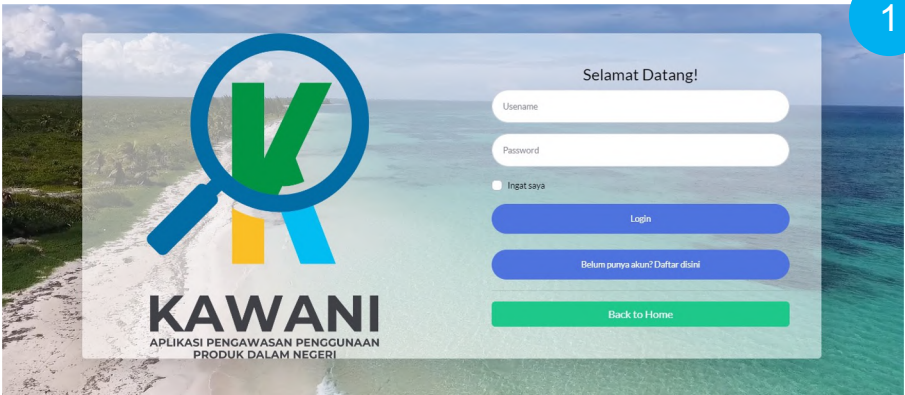 1
Selamat Datang!
Usename
Password
Ingat saya
Login
Belum punya akun? Daftar disini
Back to Home
KAWANI
APLIKASI PENGAWASAN PENGGUNAAN
PRODUK DALAM NEGERI